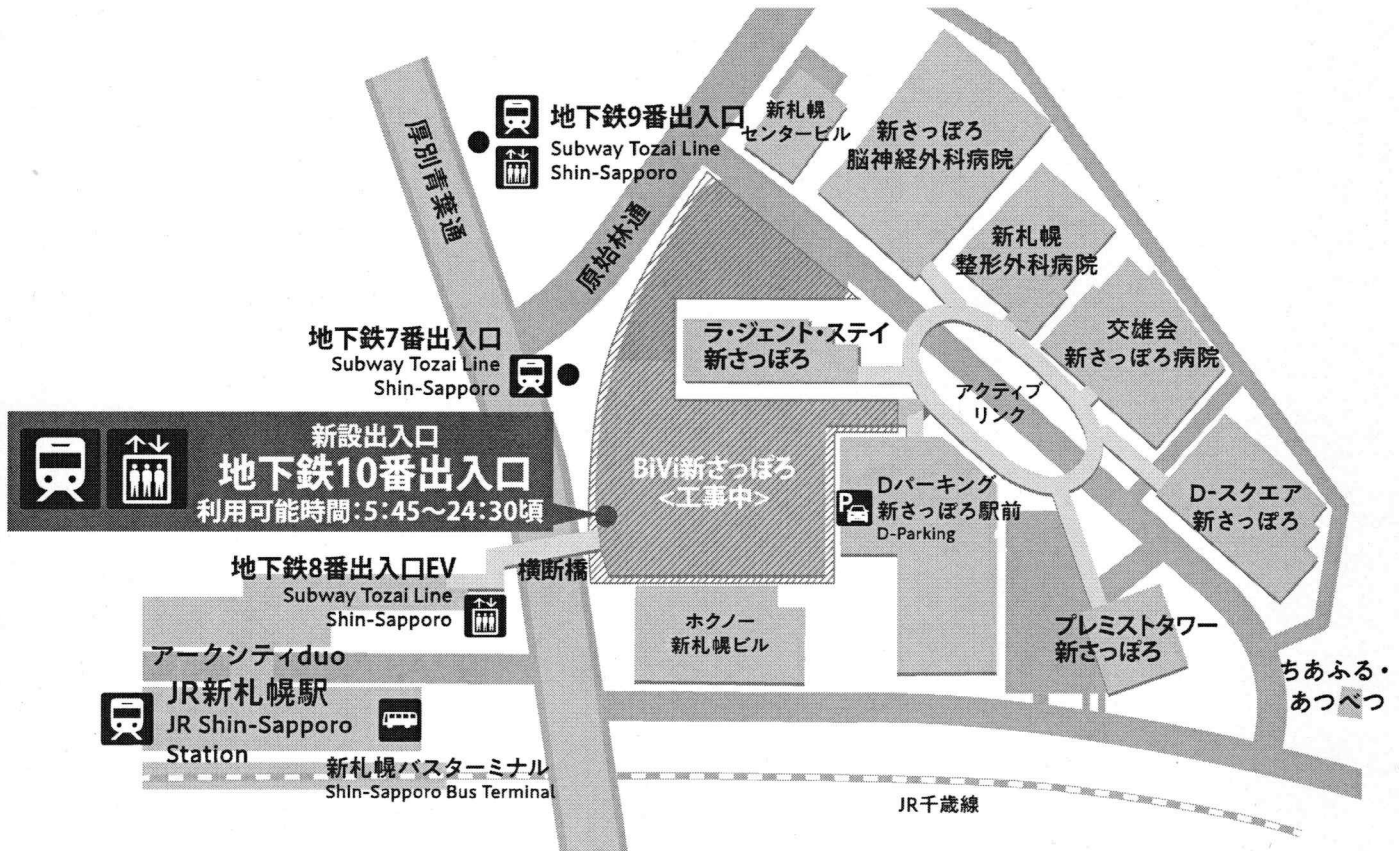 地下鉄9番出入口
Subway Tozai Line
Shin-Sapporo
厚別青葉通
原始林通
新札幌
センタービル
新さっぽろ
脳神経外科病院
新札幌
整形外科病院
交雄会
新さっぽろ病院
地下鉄7番出入口
Subway Tozai Line
Shin-Sapporo
ラ・ジェント・ステイ
新さっぽろ
アクティブ
リンク
新設出入口
地下鉄10番出入口
利用可能時間:5:45～24:30頃
BiVi新さっぽろ
<工事中>
P
Dパーキング
新さっぽろ駅前
D-Parking
D-スクエア
新さっぽろ
地下鉄8番出入口EV
Subway Tozai Line
Shin-Sapporo
横断橋
ホクノー
新札幌ビル
プレミストタワー
新さっぽろ
ちあふる・
あつべつ
アークシティduo
JR新札幌駅
JR Shin-Sapporo
Station
新札幌バスターミナル
Shin-Sapporo Bus Terminal
JR千歳線